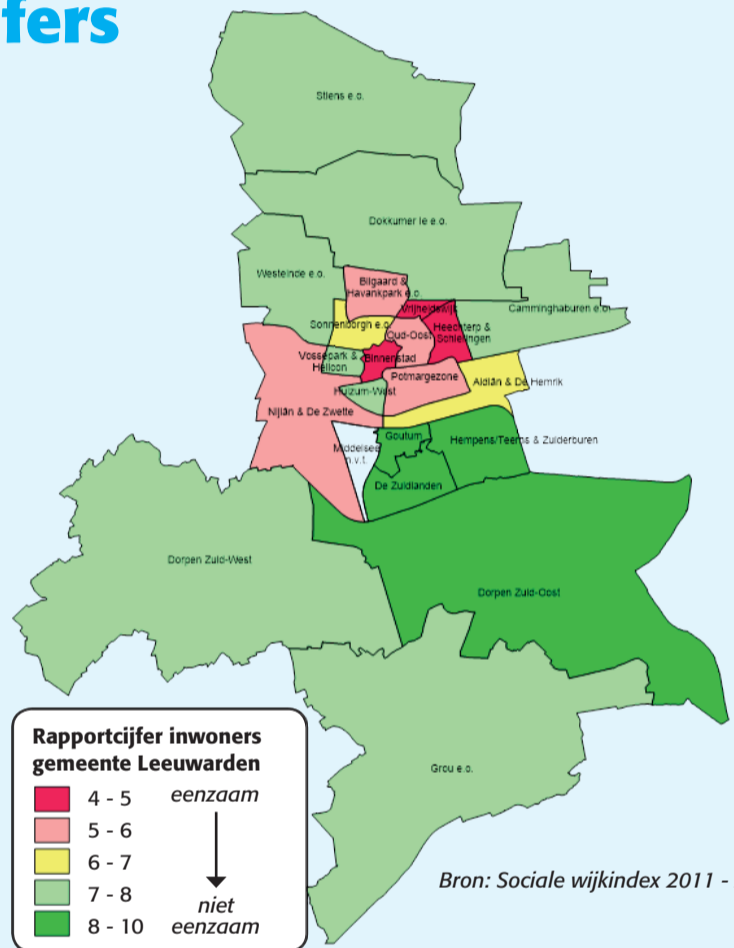 fers
Stiens e.o.
Dokkumer Ie e.o.
Westeinde e.o.
Bilgaard &
Havankpark e.o.
Camminghaburen e.o.
Vrijheidswijk
Sonnenborgh e.o.
Oud-Oost
Heechterp &
Schieringen
Vossepark &
Helicon
Binnenstad
Potmargezone
Aldlân & De Hemrik
Huizum-West
Nijlân & De Zwette
Middelsee
n.v.t.
Goutum
Hempens/Teerns & Zuiderburen
De Zuidlanden
Dorpen Zuid-West
Dorpen Zuid-Oost
Grou e.o.
Rapportcijfer inwoners
gemeente Leeuwarden
4 - 5 eenzaam
5 - 6
6 - 7
7 - 8 niet
8 - 10 eenzaam
Bron: Sociale wijkindex 2011 -